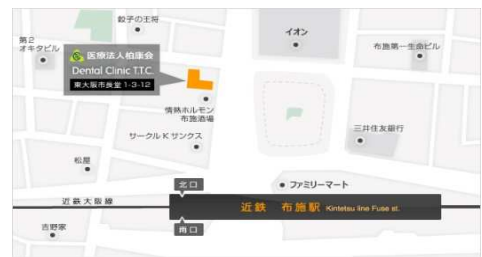 餃子の王将
イオン
第2
オキタビル
布施第一生命ビル
医療法人柏庫会
Dental Clinic T.T.C.
東大阪市長堂 1-3-12
情熱ホルモン
布施酒場
サークル K サンクス
三井住友銀行
松屋
北口
ファミリーマート
近鉄大阪線
近鉄 布施駅 Kintetsu line Fuse st.
南口
吉野家